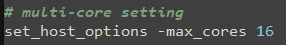 # multi-core setting
set_host_options -max_cores 16